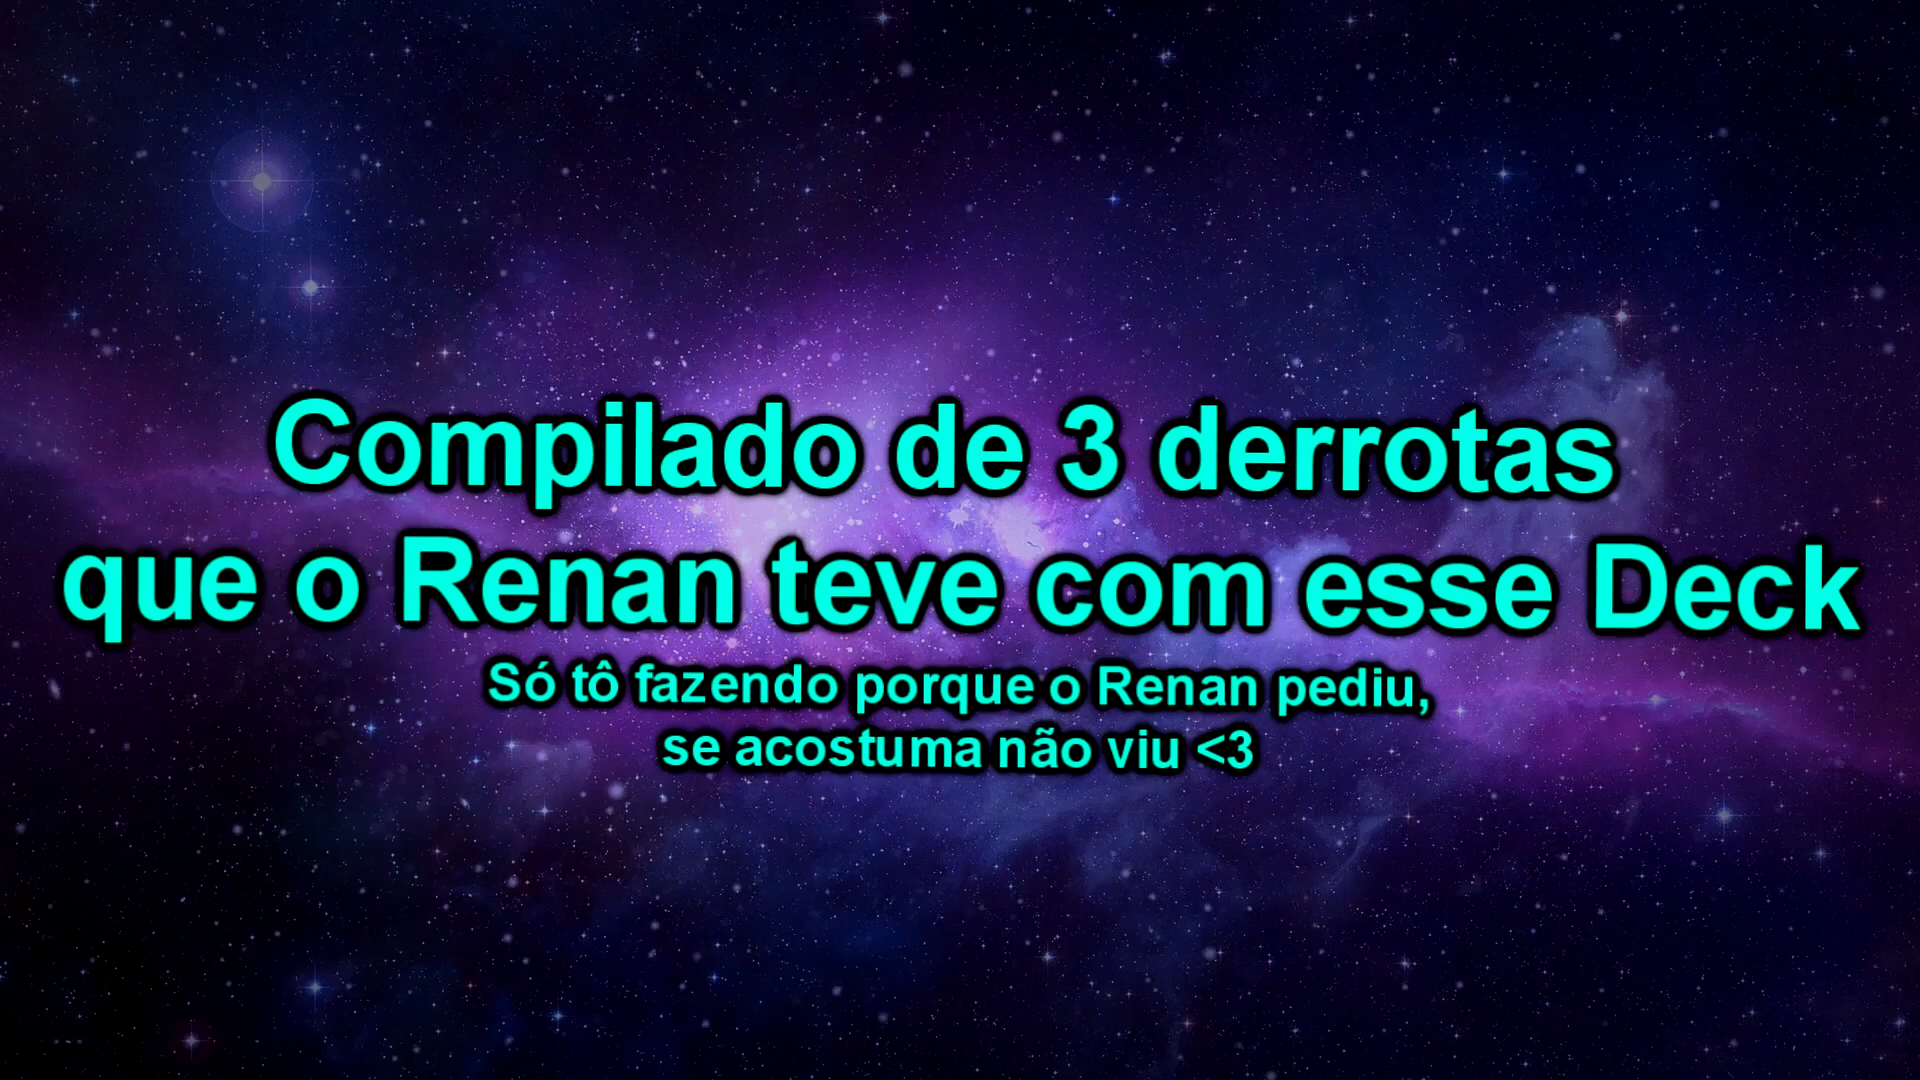 Compilado de 3 derrotas
que o Renan teve com esse Deck
Só tô fazendo porque o Renan pediu,
se acostuma não viu <3